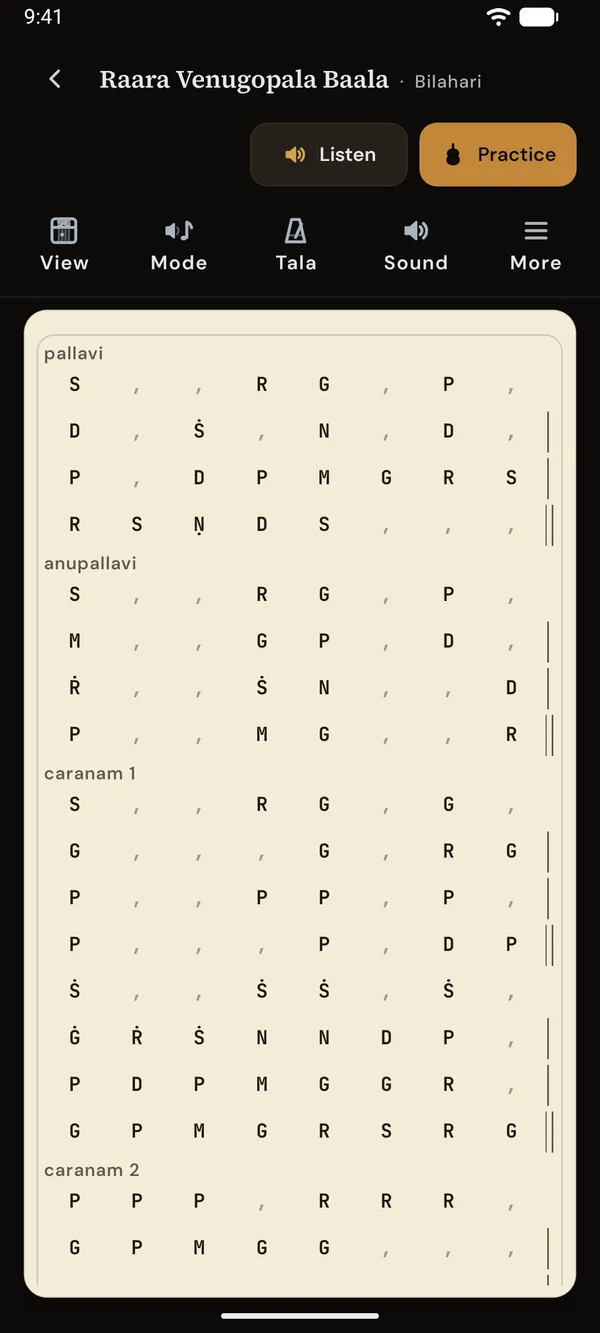 9:41
Raara Venugopala Baala · Bilahari
Listen Practice
View Mode Tala Sound More
pallavi
S , , R G , P ,
D , Ṡ , N , D , |
P , D P M G R S |
R S Ṇ D S , , , ||
anupallavi
S , , R G , P ,
M , , G P , D , |
Ṙ , , Ṡ N , , D |
P , , M G , , R ||
caranam 1
S , , R G , G ,
G , , , G , R G |
P , , P P , P , |
P , , , P , D P ||
Ṡ , , Ṡ Ṡ , Ṡ ,
Ġ Ṙ Ṡ N N D P , |
P D P M G G R , |
G P M G R S R G ||
caranam 2
P P P , R R R ,
G P M G G , , , |